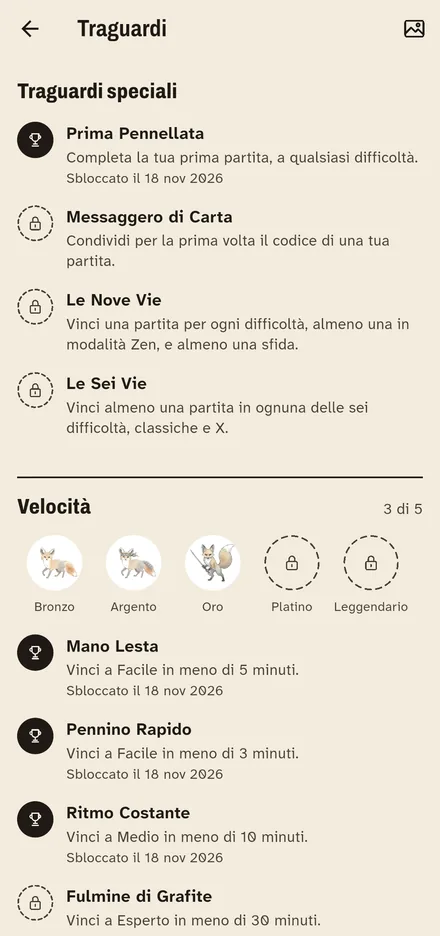 Traguardi
Traguardi speciali
Prima Pennellata
Completa la tua prima partita, a qualsiasi difficoltà.
Sbloccato il 18 nov 2026
Messaggero di Carta
Condividi per la prima volta il codice di una tua
partita.
Le Nove Vie
Vinci una partita per ogni difficoltà, almeno una in
modalità Zen, e almeno una sfida.
Le Sei Vie
Vinci almeno una partita in ognuna delle sei
difficoltà, classiche e X.
Velocità
3 di 5
Bronzo
Argento
Oro
Platino
Leggendario
Mano Lesta
Vinci a Facile in meno di 5 minuti.
Sbloccato il 18 nov 2026
Pennino Rapido
Vinci a Facile in meno di 3 minuti.
Sbloccato il 18 nov 2026
Ritmo Costante
Vinci a Medio in meno di 10 minuti.
Sbloccato il 18 nov 2026
Fulmine di Grafite
Vinci a Esperto in meno di 30 minuti.